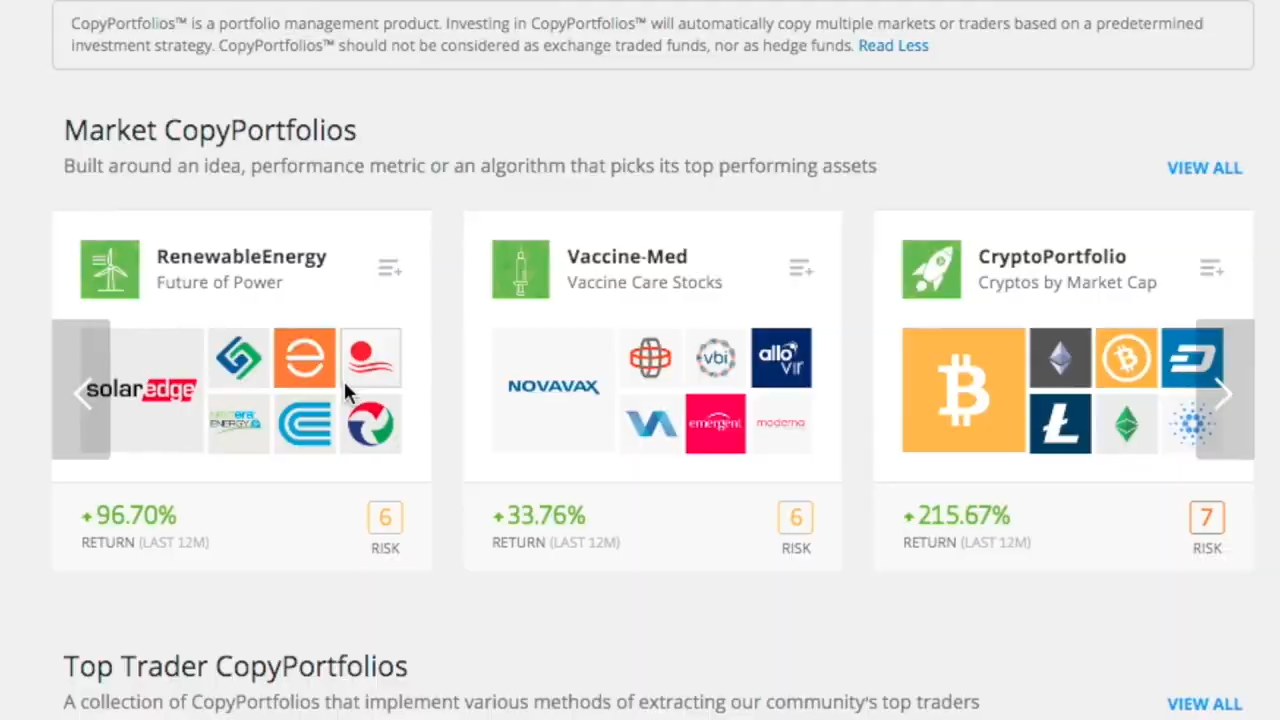 CopyPortfolios™ is a portfolio management product. Investing in CopyPortfolios™ will automatically copy multiple markets or traders based on a predetermined
investment strategy. CopyPortfolios™ should not be considered as exchange traded funds, nor as hedge funds. Read Less
Market CopyPortfolios
Built around an idea, performance metric or an algorithm that picks its top performing assets
VIEW ALL
RenewableEnergy
Future of Power
solaredge
ENERGY
+96.70%
RETURN (LAST 12M)
6
RISK
Vaccine-Med
Vaccine Care Stocks
NOVAVAX
vbi
allo vir
emergent
moderna
+33.76%
RETURN (LAST 12M)
6
RISK
CryptoPortfolio
Cryptos by Market Cap
+215.67%
RETURN (LAST 12M)
7
RISK
Top Trader CopyPortfolios
A collection of CopyPortfolios that implement various methods of extracting our community's top traders
VIEW ALL